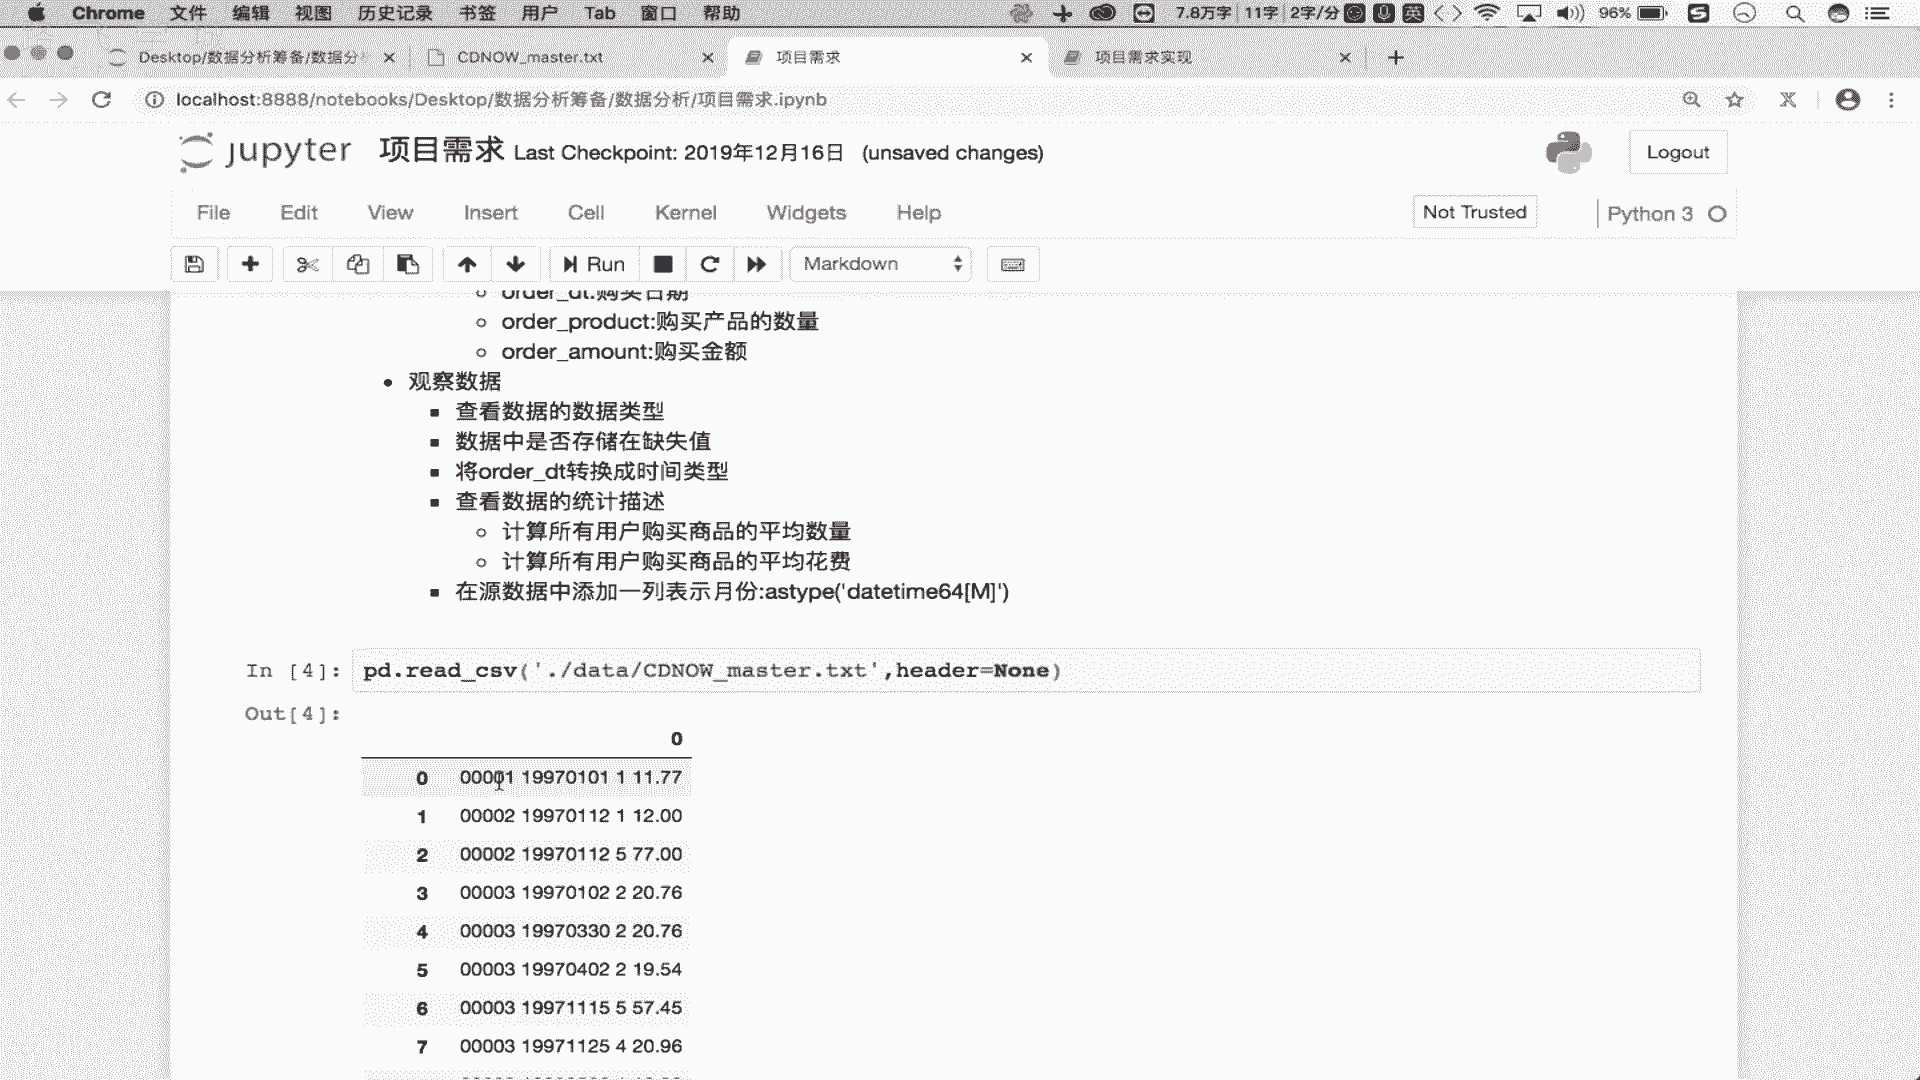 Chrome 文件 编辑 视图 历史记录 书签 用户 Tab 窗口 帮助 7.8万字 11字 2字/分 英 96%
Desktop/数据分析筹备/数据分 CDNOW_master.txt 项目需求 项目需求实现
localhost:8888/notebooks/Desktop/数据分析筹备/数据分析/项目需求.ipynb
jupyter 项目需求 Last Checkpoint: 2019年12月16日 (unsaved changes) Logout
File Edit View Insert Cell Kernel Widgets Help Not Trusted Python 3
Run Markdown
order_dt:购买日期
order_product:购买产品的数量
order_amount:购买金额
观察数据
查看数据的数据类型
数据中是否存储在缺失值
将order_dt转换成时间类型
查看数据的统计描述
计算所有用户购买商品的平均数量
计算所有用户购买商品的平均花费
在源数据中添加一列表示月份:astype('datetime64[M]')
In [4]: pd.read_csv('./data/CDNOW_master.txt',header=None)
Out[4]:
0
0 00001 19970101 1 11.77
1 00002 19970112 1 12.00
2 00002 19970112 5 77.00
3 00003 19970102 2 20.76
4 00003 19970330 2 20.76
5 00003 19970402 2 19.54
6 00003 19971115 5 57.45
7 00003 19971125 4 20.96